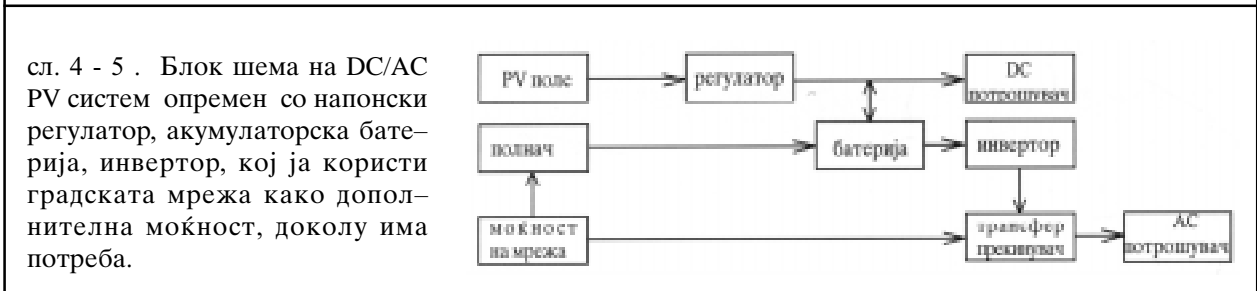 сл. 4 - 5 . Блок шема на DC/AC
PV систем опремен со напонски
регулатор, акумулаторска бате–
рија, инвертор, кој ја користи
градската мрежа како допол–
нителна моќност, доколу има
потреба.
PV поле
регулатор
DC
потрошувач
полнач
батерија
инвертор
моќност
на мрежа
трансфер
прекинувач
AC
потрошувач